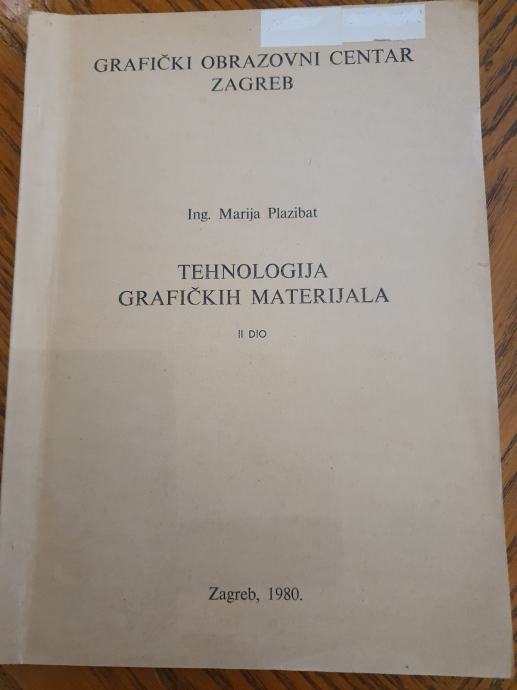 GRAFIČKI OBRAZOVNI CENTAR
ZAGREB
Ing. Marija Plazibat
TEHNOLOGIJA
GRAFIČKIH MATERIJALA
II DIO
Zagreb, 1980.